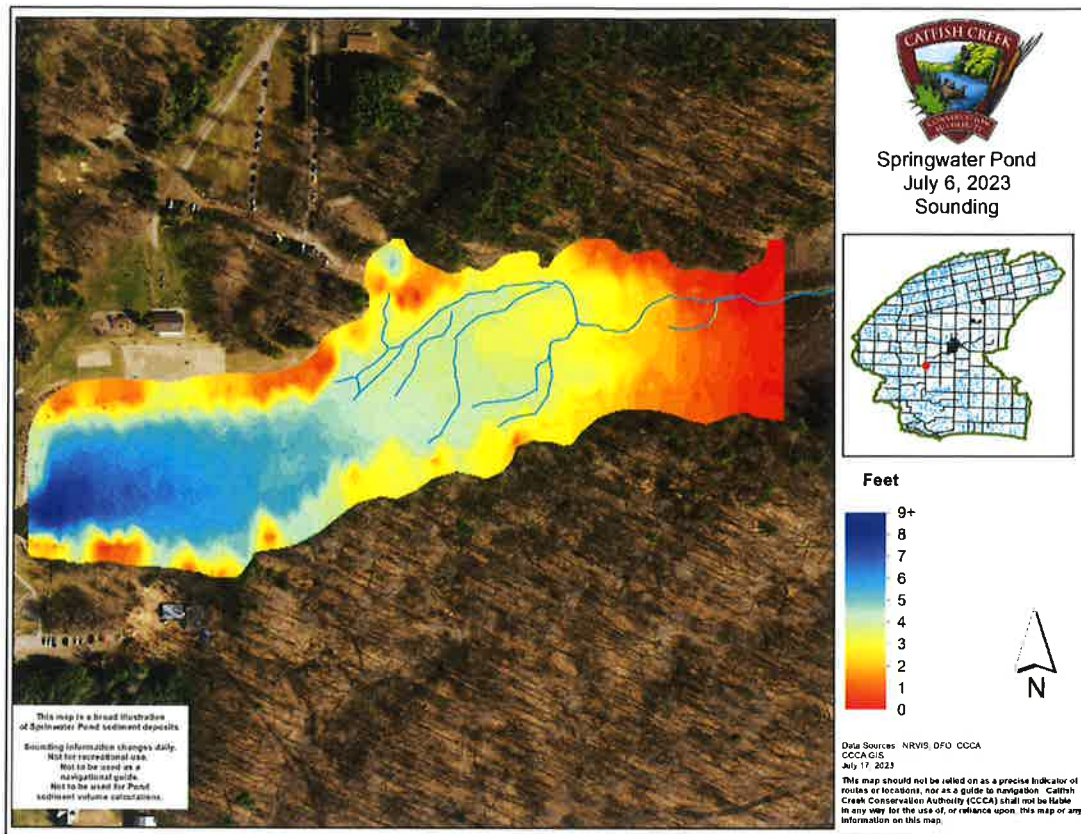 CATFISH CREEK
CONSERVATION
AUTHORITY
Springwater Pond
July 6, 2023
Sounding
Feet
9+
8
7
6
5
4
3
2
1
0
N
This map is a broad illustration
of Sprinwater Pond sediment deposits
Sounding information changes daily.
Not for recreational use.
Not to be used as a
navigational guide.
Not to be used for Pond
sediment volume calculations.
Data Sources NRVIS, DFO, CCCA
CCCA GIS
July 17, 2023
This map should not be relied on as a precise indicator of
routes or locations, nor as a guide to navigation. Catfish
Creek Conservation Authority (CCCA) shall not be liable
in any way for the use of, or reliance upon, this map or any
information on this map.